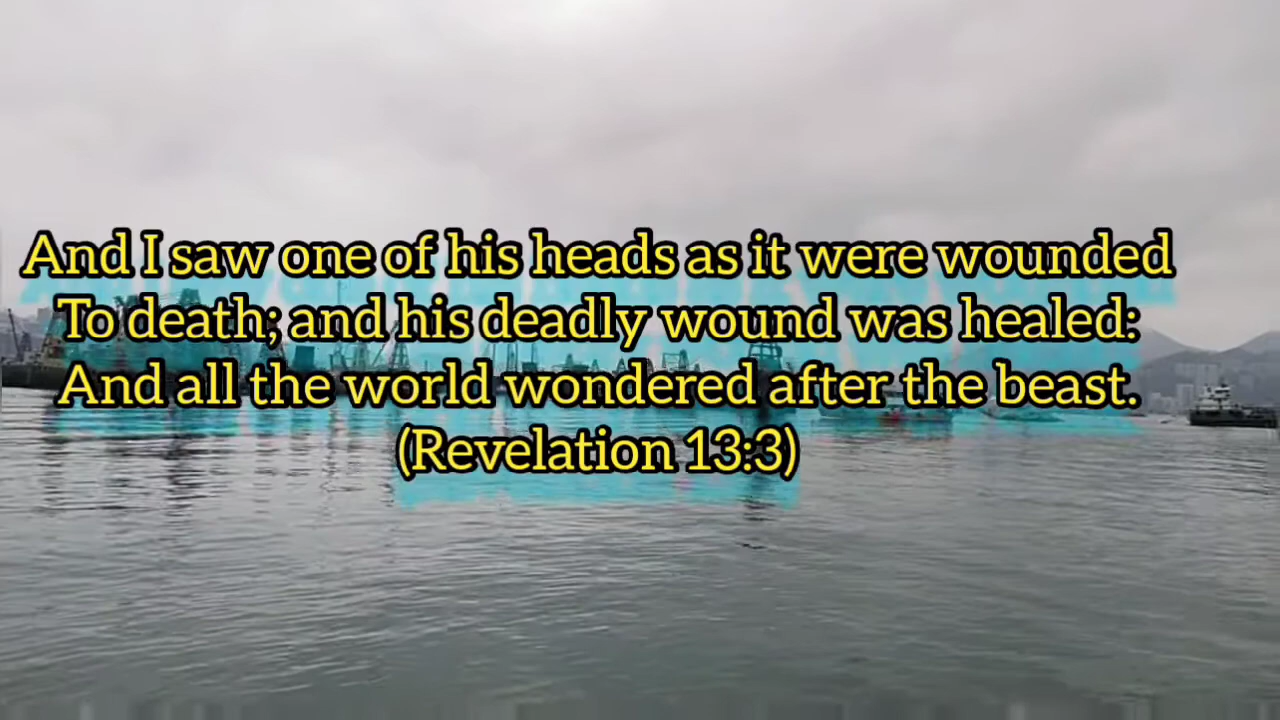 And I saw one of his heads as it were wounded
To death; and his deadly wound was healed:
And all the world wondered after the beast.
(Revelation 13:3)